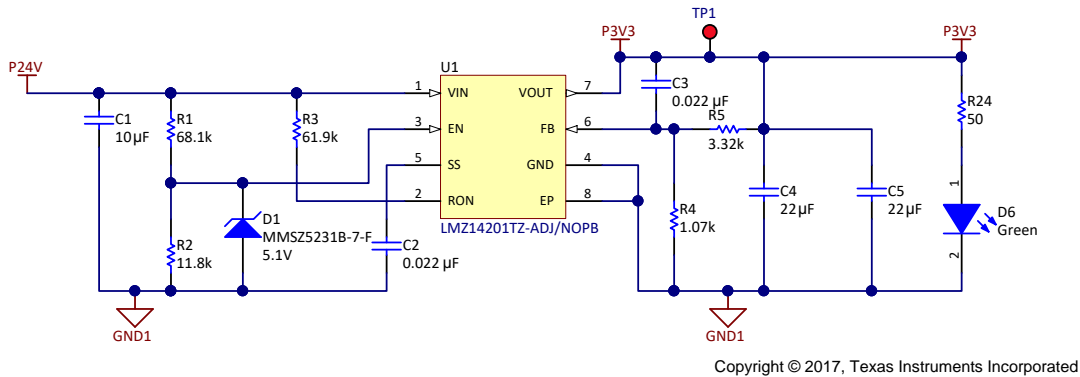 TP1
P3V3
P3V3
P24V
U1
1
VIN
VOUT
7
C3
0.022 µF
C1
10µF
R1
68.1k
R3
61.9k
3
EN
FB
6
R5
3.32k
R24
50
5
SS
GND
4
2
RON
EP
8
LMZ14201TZ-ADJ/NOPB
R2
11.8k
D1
MMSZ5231B-7-F
5.1V
C2
0.022 µF
R4
1.07k
C4
22µF
C5
22µF
1
D6
Green
2
GND1
GND1
Copyright © 2017, Texas Instruments Incorporated